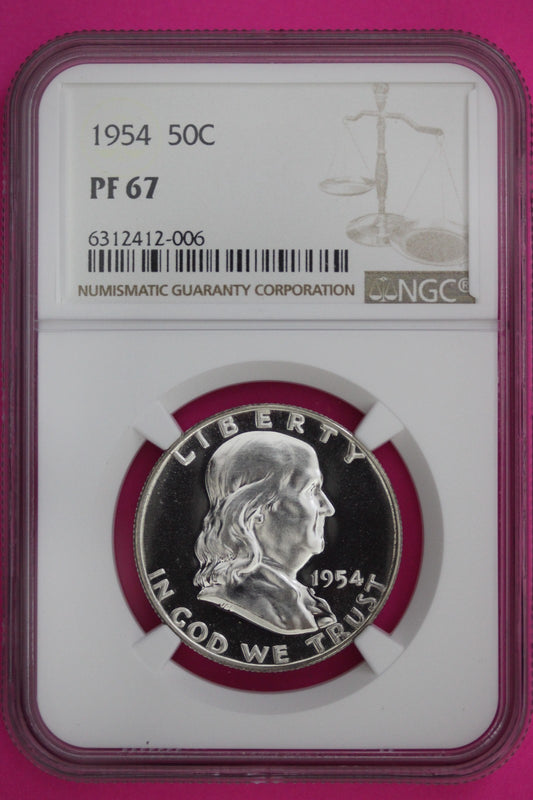 1954 50C
PF 67
6312412-006
NUMISMATIC GUARANTY CORPORATION
NGC®
LIBERTY
1954
IN GOD WE TRUST